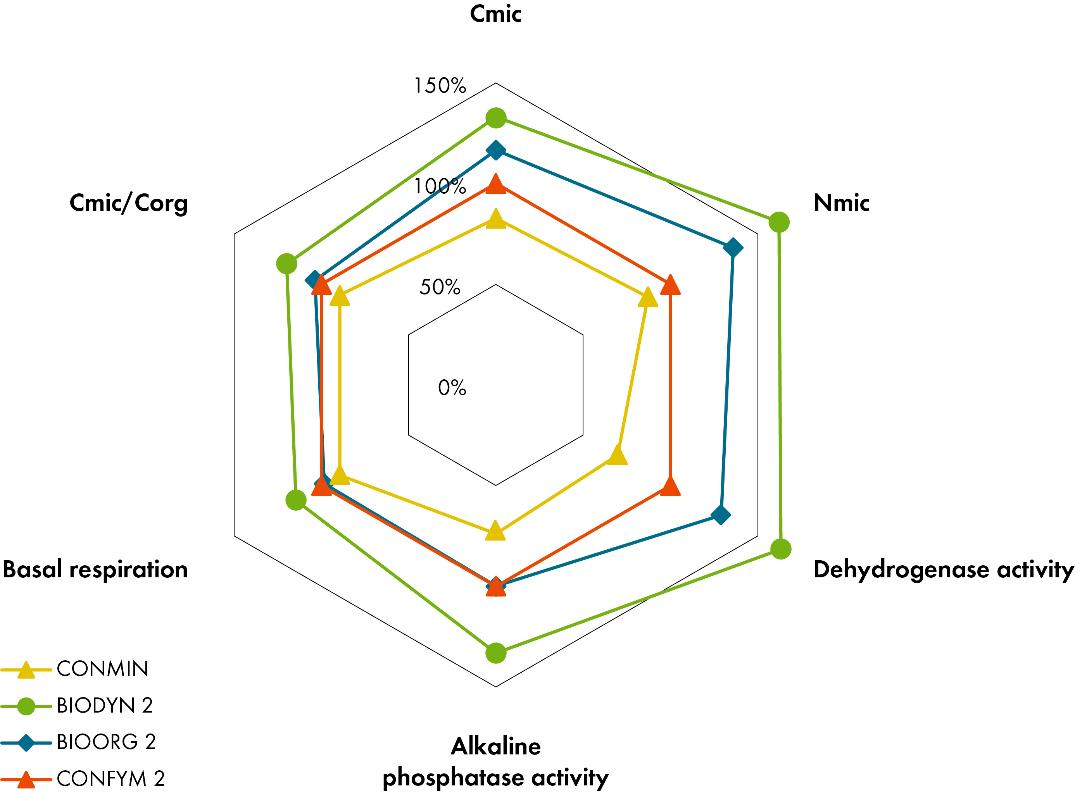 Cmic
150%
100%
Cmic/Corg
Nmic
50%
0%
Basal respiration
Dehydrogenase activity
CONMIN
BIODYN 2
BIOORG 2
CONFYM 2
Alkaline
phosphatase activity